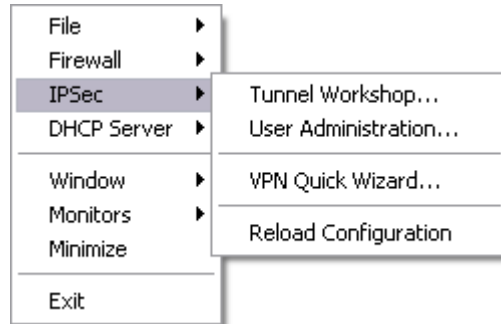 File
Firewall
IPSec
DHCP Server
Window
Monitors
Minimize
Exit
Tunnel Workshop...
User Administration...
VPN Quick Wizard...
Reload Configuration